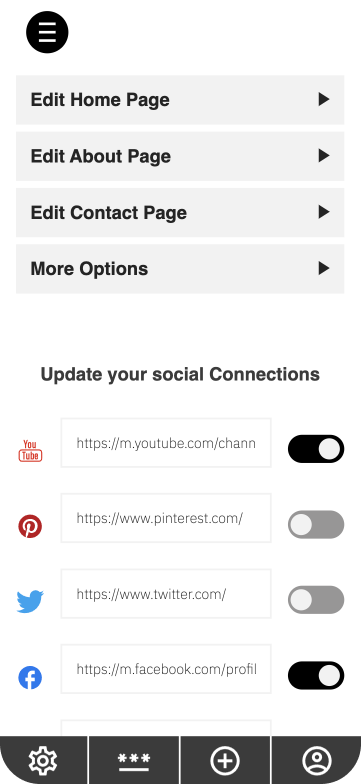 Edit Home Page
Edit About Page
Edit Contact Page
More Options
Update your social Connections
You
Tube
https://m.youtube.com/chann
https://www.pinterest.com/
https://www.twitter.com/
https://m.facebook.com/profil
***